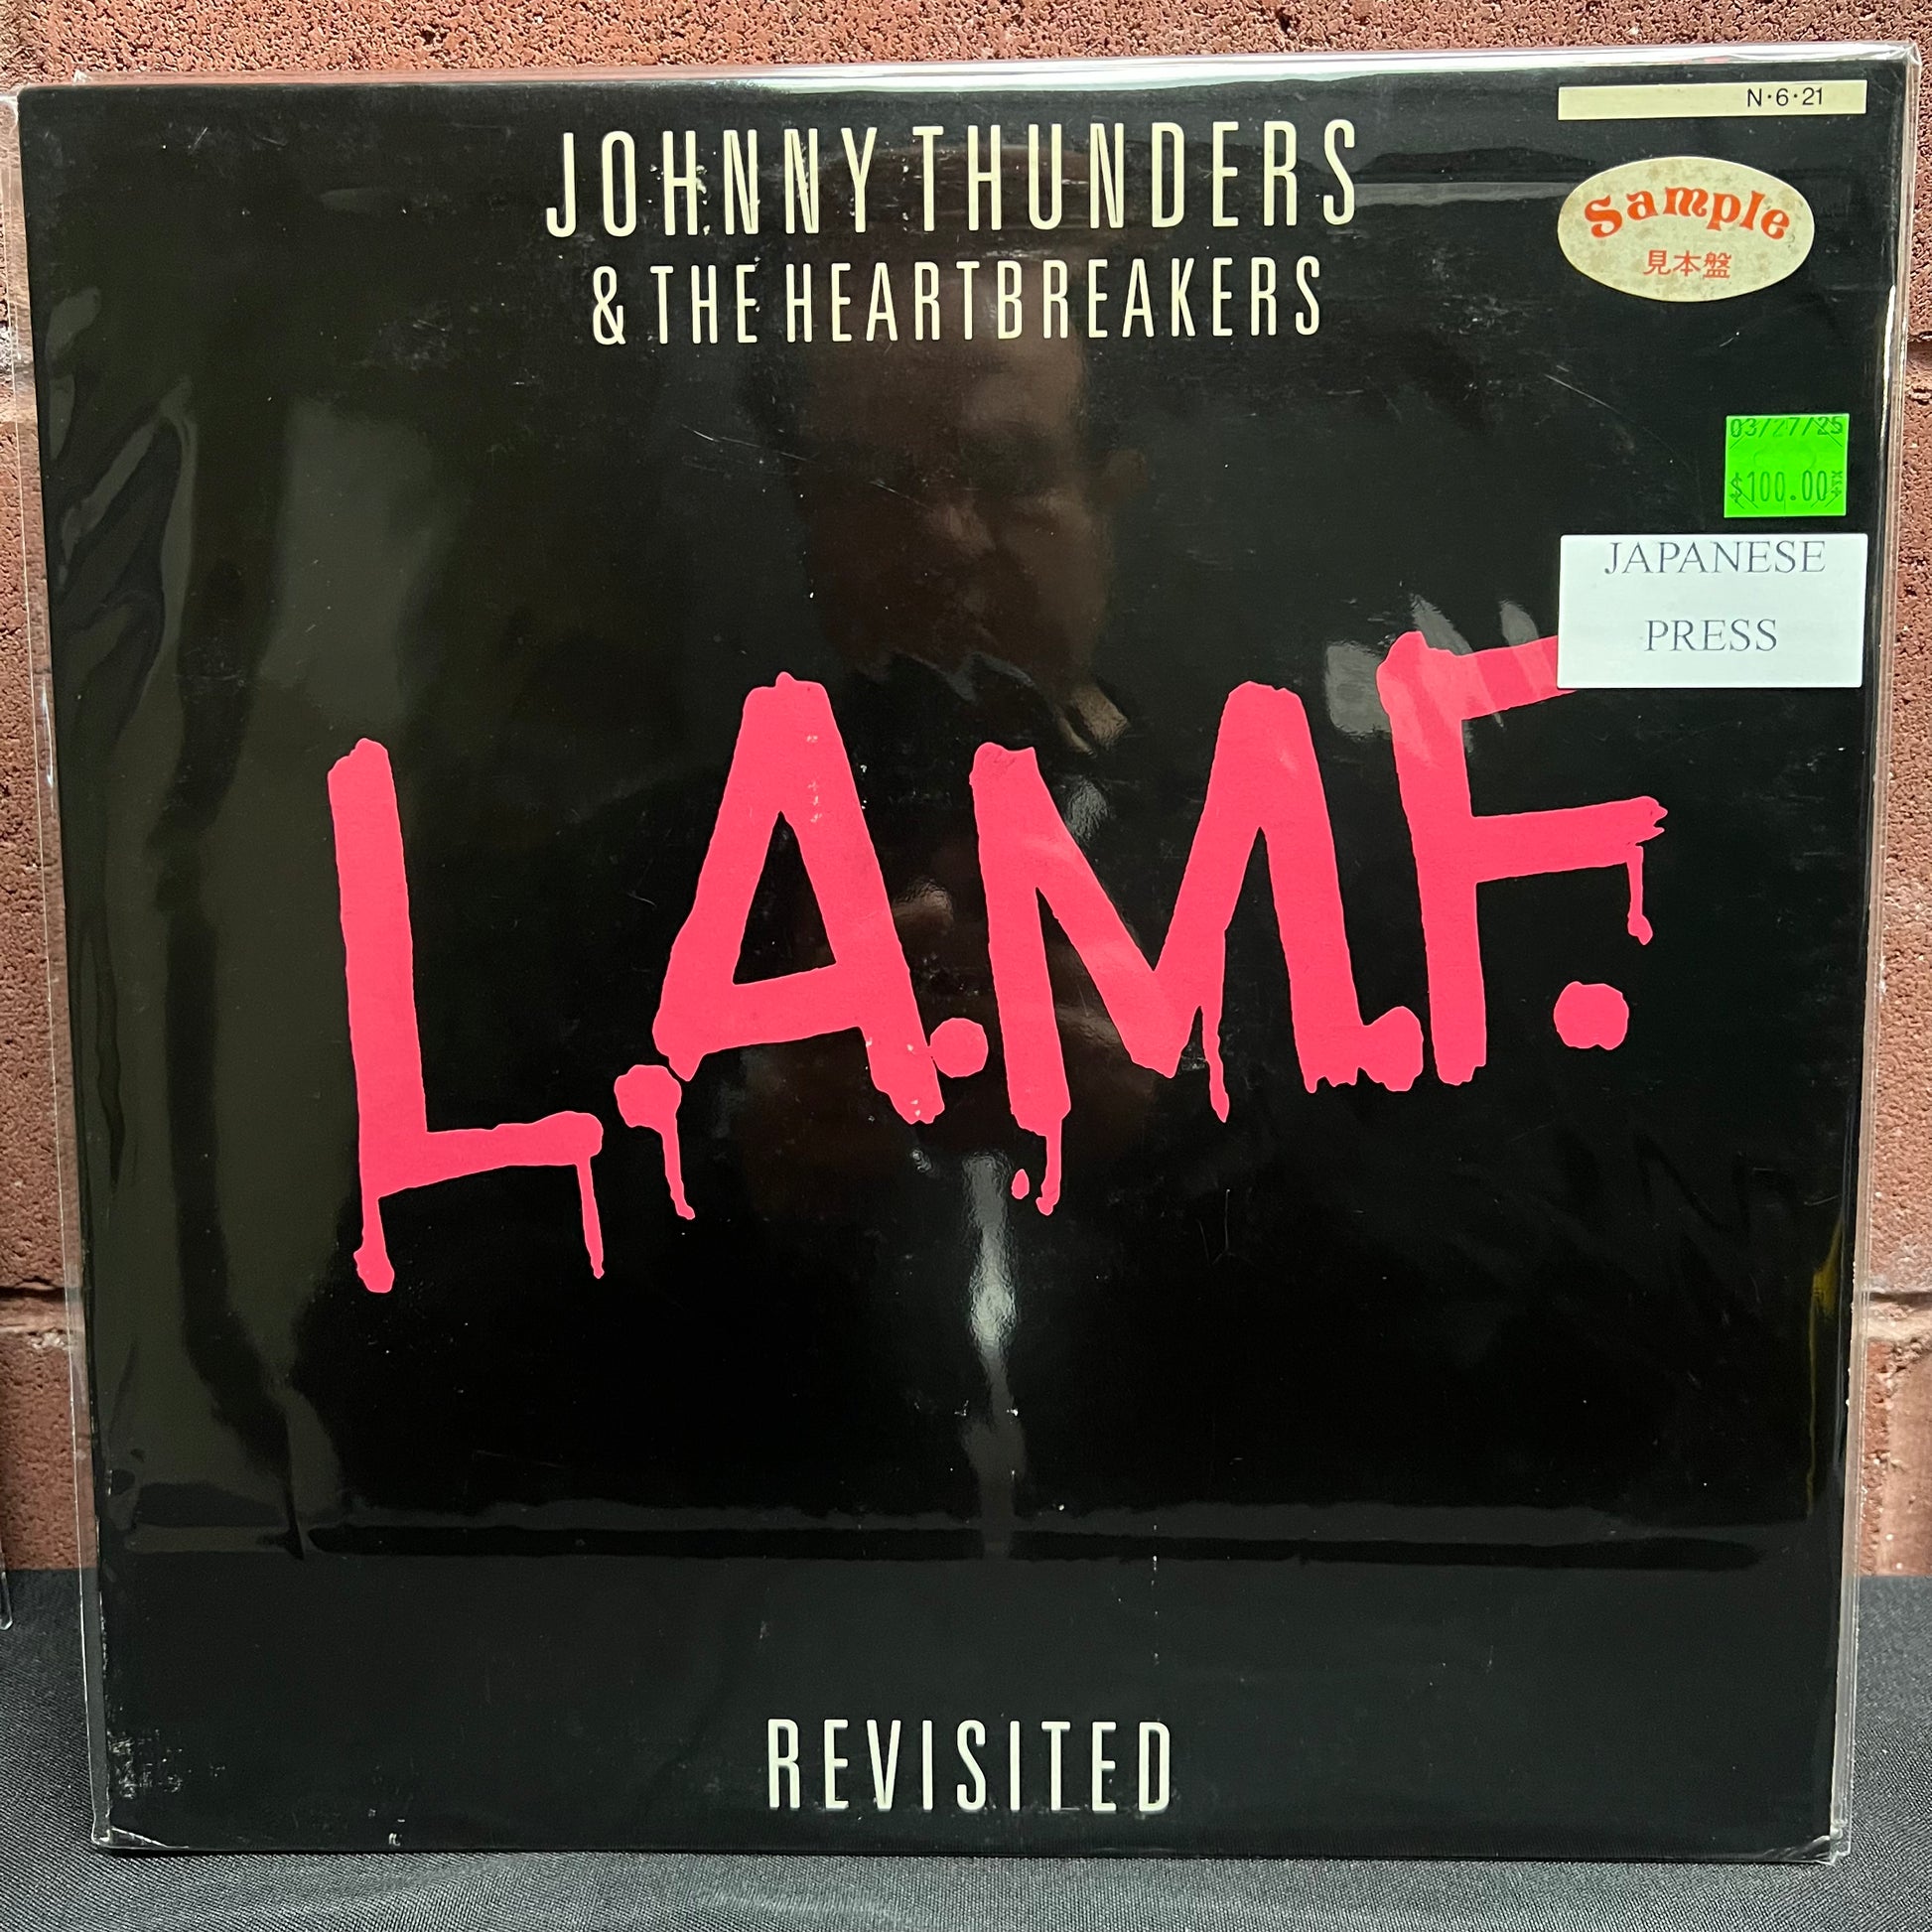 N・6・21
JOHNNY THUNDERS
& THE HEARTBREAKERS
Sample
見本盤
03/27/25
$100.00
JAPANESE
PRESS
L.A.M.F.
REVISITED